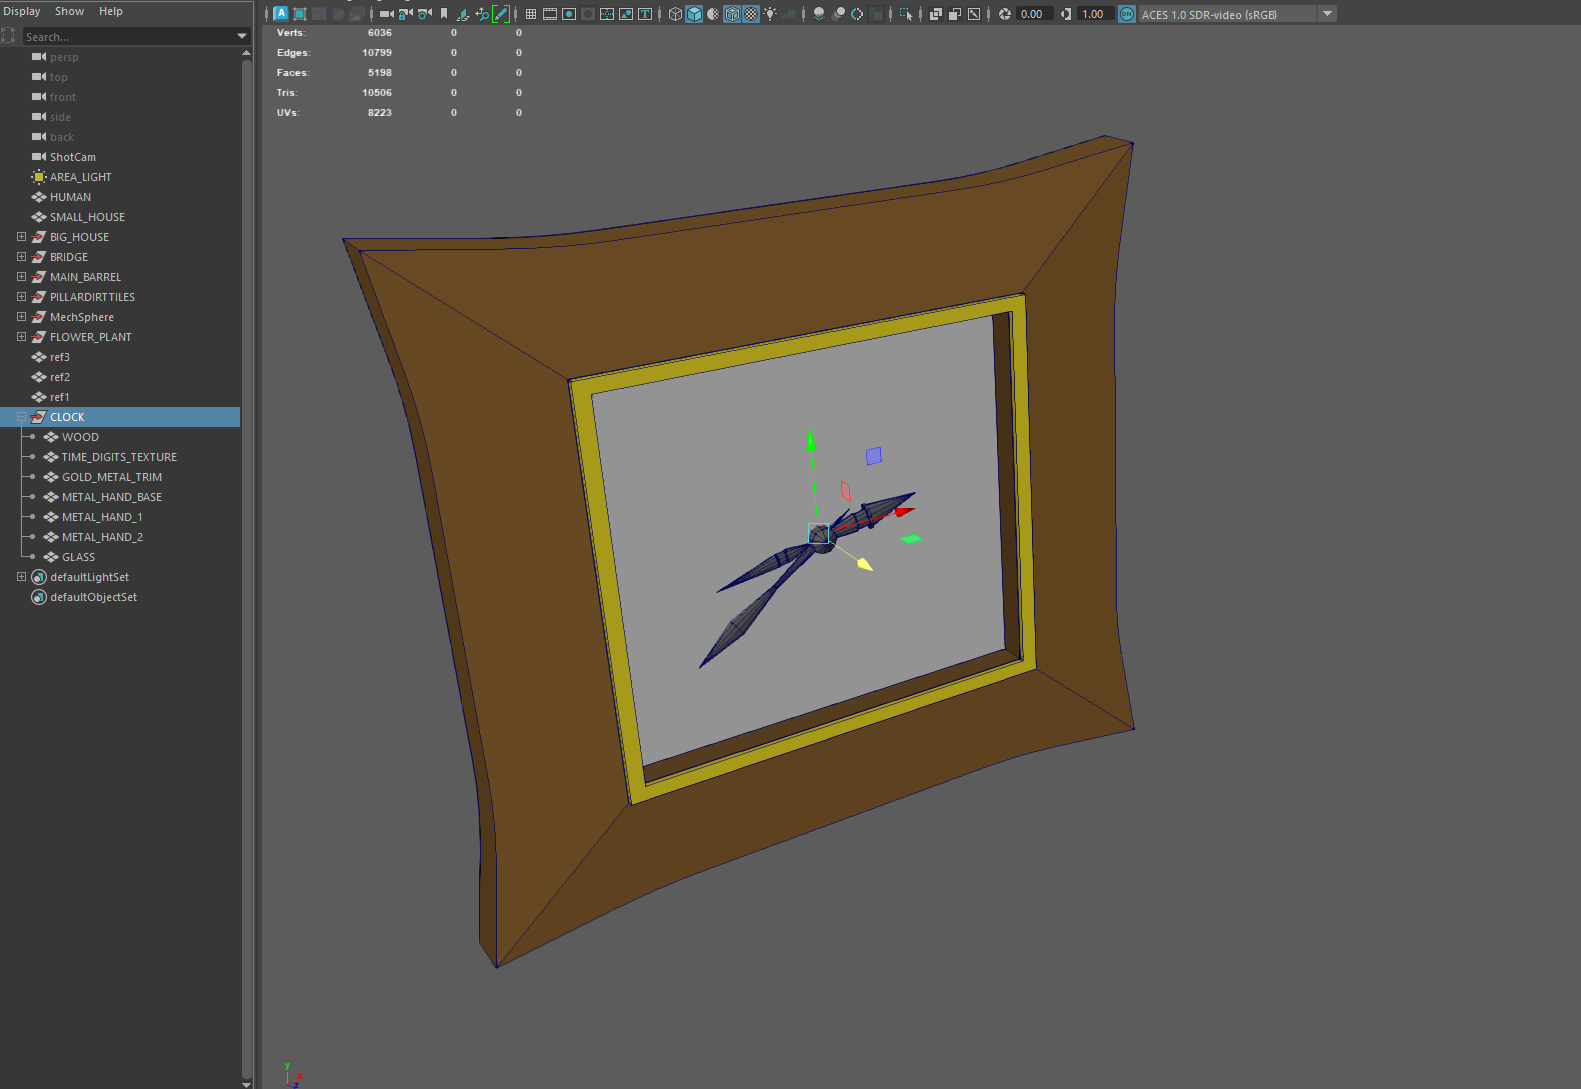 Display Show Help
Search...
A T 0.00 1.00 ON ACES 1.0 SDR-video (sRGB)
persp
top
front
side
back
ShotCam
AREA_LIGHT
HUMAN
SMALL_HOUSE
BIG_HOUSE
BRIDGE
MAIN_BARREL
PILLARDIRTTILES
MechSphere
FLOWER_PLANT
ref3
ref2
ref1
CLOCK
WOOD
TIME_DIGITS_TEXTURE
GOLD_METAL_TRIM
METAL_HAND_BASE
METAL_HAND_1
METAL_HAND_2
GLASS
defaultLightSet
defaultObjectSet
Verts: 6036 0 0
Edges: 10799 0 0
Faces: 5198 0 0
Tris: 10506 0 0
UVs: 8223 0 0
y
x
z